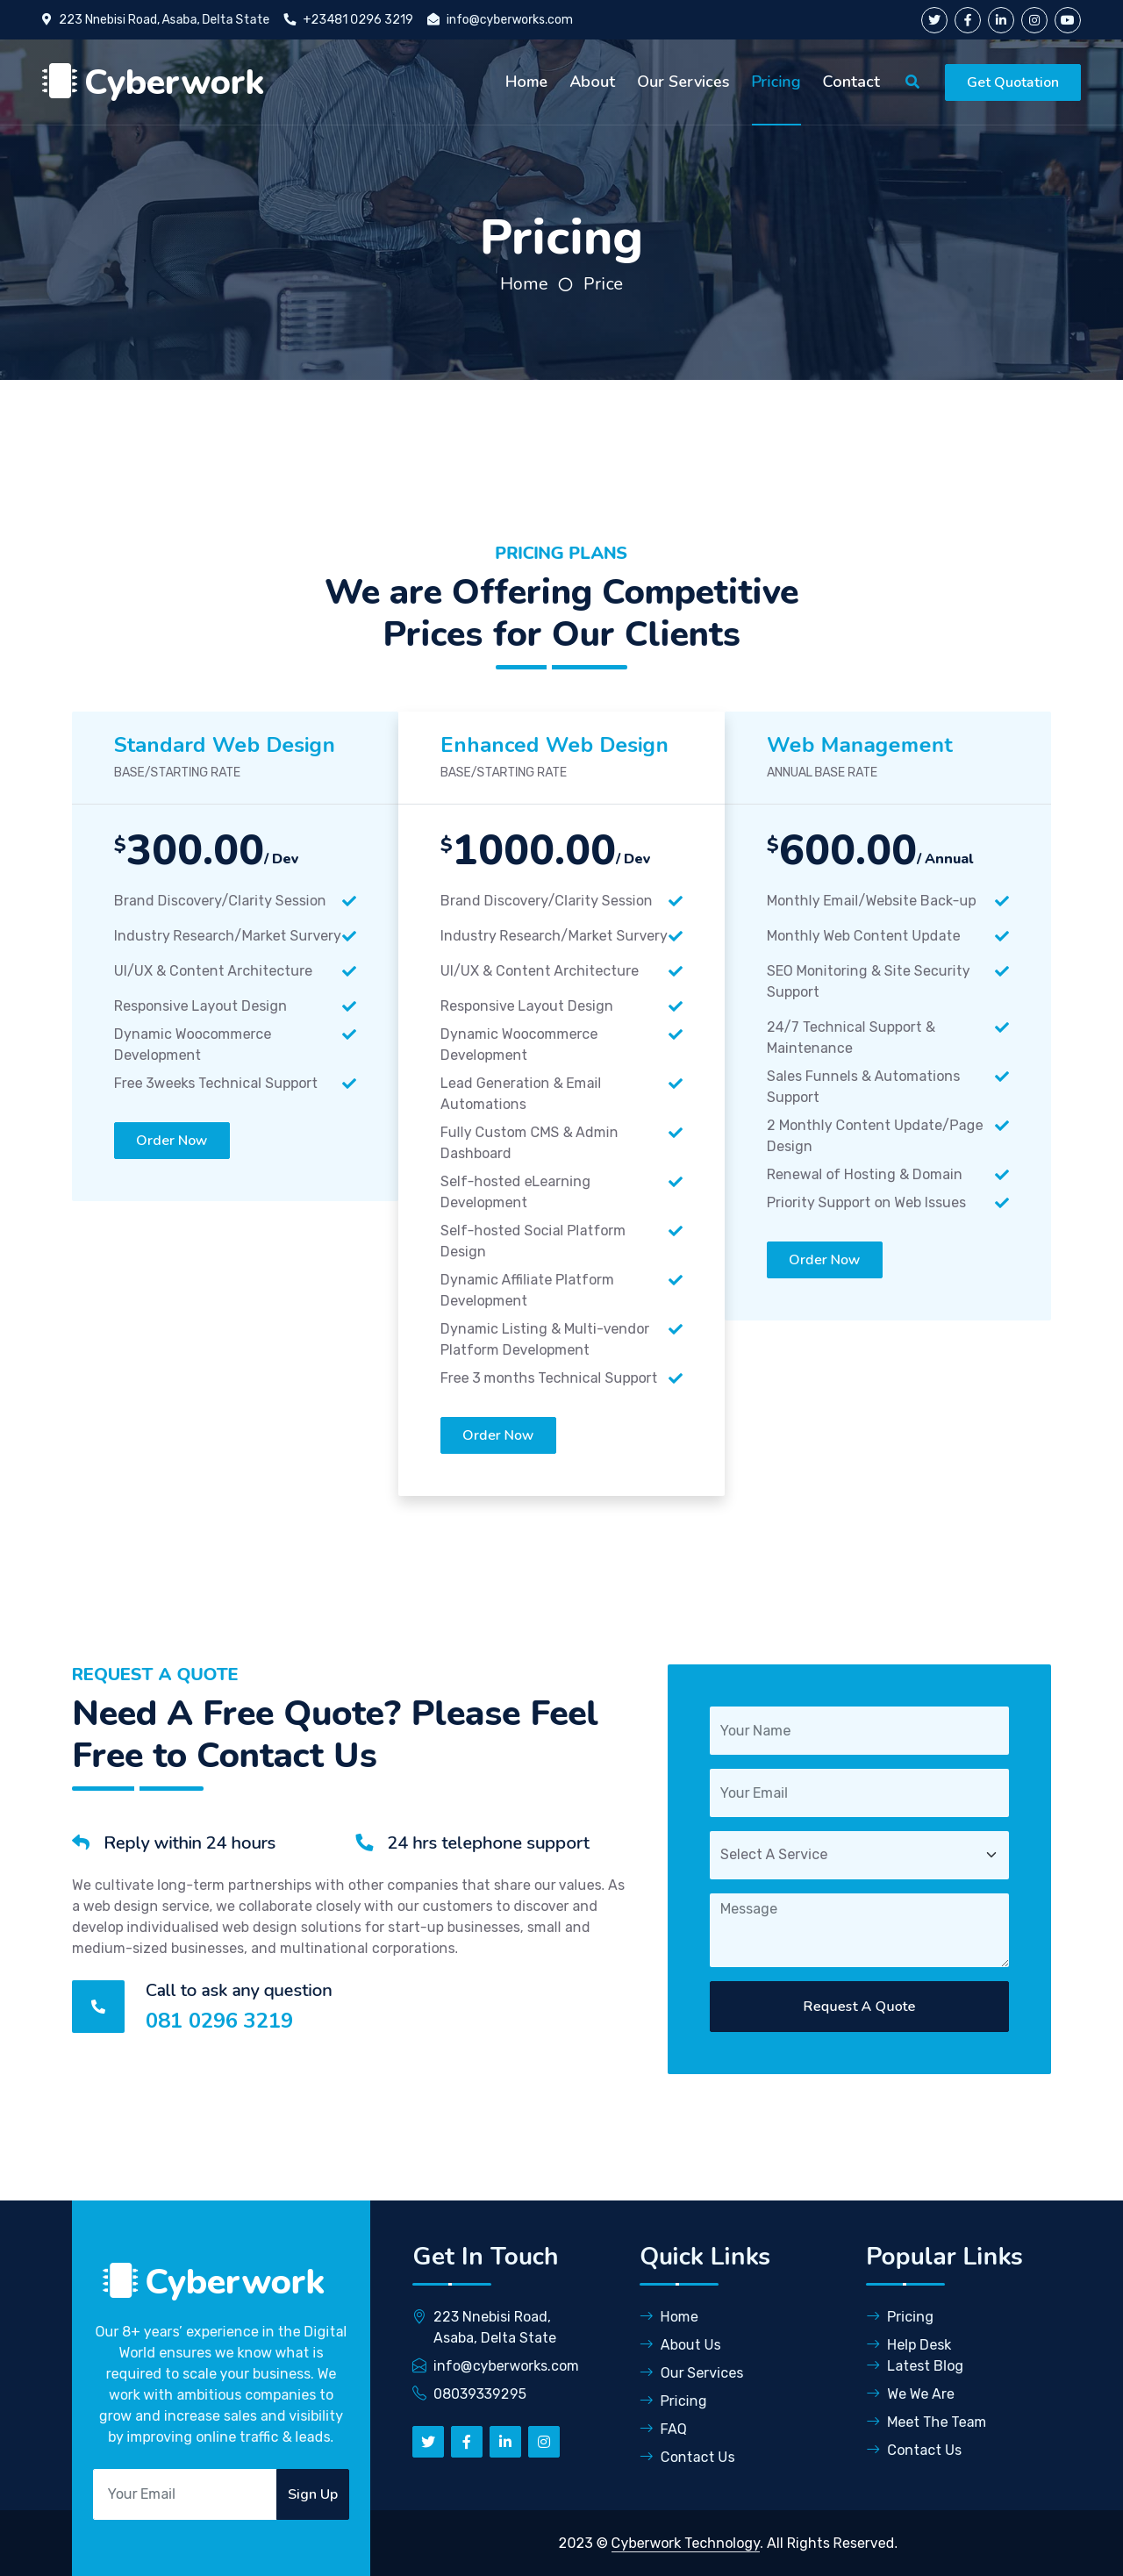 223 Nnebisi Road, Asaba, Delta State +23481 0296 3219 info@cyberworks.com
Cyberwork
Home About Our Services Pricing Contact Get Quotation
Pricing
Home Price
PRICING PLANS
We are Offering Competitive
Prices for Our Clients
Standard Web Design
BASE/STARTING RATE
$300.00/ Dev
Brand Discovery/Clarity Session
Industry Research/Market Survery
UI/UX & Content Architecture
Responsive Layout Design
Dynamic Woocommerce
Development
Free 3weeks Technical Support
Order Now
Enhanced Web Design
BASE/STARTING RATE
$1000.00/ Dev
Brand Discovery/Clarity Session
Industry Research/Market Survery
UI/UX & Content Architecture
Responsive Layout Design
Dynamic Woocommerce
Development
Lead Generation & Email
Automations
Fully Custom CMS & Admin
Dashboard
Self-hosted eLearning
Development
Self-hosted Social Platform
Design
Dynamic Affiliate Platform
Development
Dynamic Listing & Multi-vendor
Platform Development
Free 3 months Technical Support
Order Now
Web Management
ANNUAL BASE RATE
$600.00/ Annual
Monthly Email/Website Back-up
Monthly Web Content Update
SEO Monitoring & Site Security
Support
24/7 Technical Support &
Maintenance
Sales Funnels & Automations
Support
2 Monthly Content Update/Page
Design
Renewal of Hosting & Domain
Priority Support on Web Issues
Order Now
REQUEST A QUOTE
Need A Free Quote? Please Feel
Free to Contact Us
Reply within 24 hours 24 hrs telephone support
We cultivate long-term partnerships with other companies that share our values. As
a web design service, we collaborate closely with our customers to discover and
develop individualised web design solutions for start-up businesses, small and
medium-sized businesses, and multinational corporations.
Call to ask any question
081 0296 3219
Your Name
Your Email
Select A Service
Message
Request A Quote
Cyberwork
Our 8+ years’ experience in the Digital
World ensures we know what is
required to scale your business. We
work with ambitious companies to
grow and increase sales and visibility
by improving online traffic & leads.
Your Email Sign Up
Get In Touch
223 Nnebisi Road,
Asaba, Delta State
info@cyberworks.com
08039339295
Quick Links
Home
About Us
Our Services
Pricing
FAQ
Contact Us
Popular Links
Pricing
Help Desk
Latest Blog
We We Are
Meet The Team
Contact Us
2023 © Cyberwork Technology. All Rights Reserved.